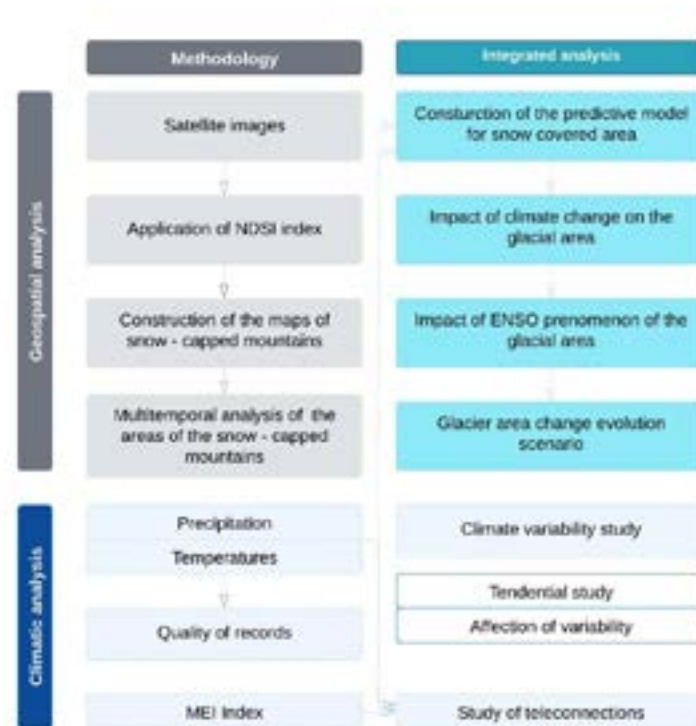 Methodology
Integrated analysis
Geospatial analysis
Satellite images
Application of NDSI index
Construction of the maps of
snow - capped mountains
Multitemporal analysis of the
areas of the snow - capped
mountains
Consturction of the predictive model
for snow covered area
Impact of climate change on the
glacial area
Impact of ENSO prenomenon of the
glacial area
Glacier area change evolution
scenario
Climatic analysis
Precipitation
Temperatures
Quality of records
MEI Index
Climate variability study
Tendential study
Affection of variability
Study of teleconnections